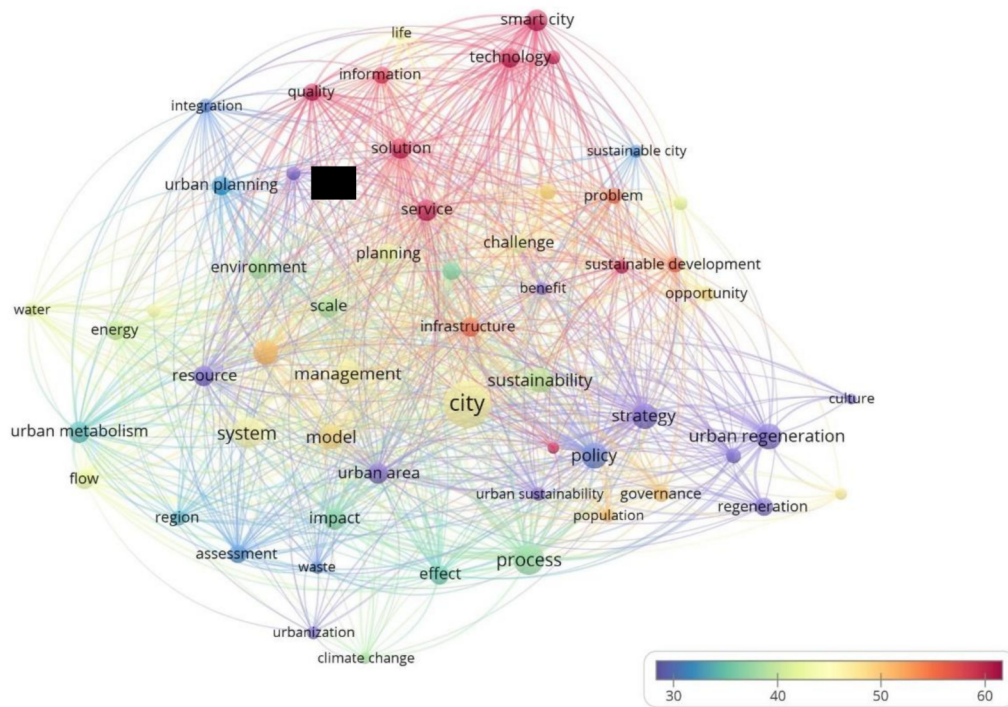 smart city
life
technology
information
quality
integration
solution
sustainable city
urban planning
problem
service
challenge
planning
environment
sustainable development
benefit
opportunity
scale
water
infrastructure
energy
management
resource
sustainability
culture
city
strategy
urban metabolism
system
model
urban regeneration
policy
urban area
flow
urban sustainability
governance
regeneration
population
region
impact
assessment
waste
effect
process
urbanization
climate change
30 40 50 60